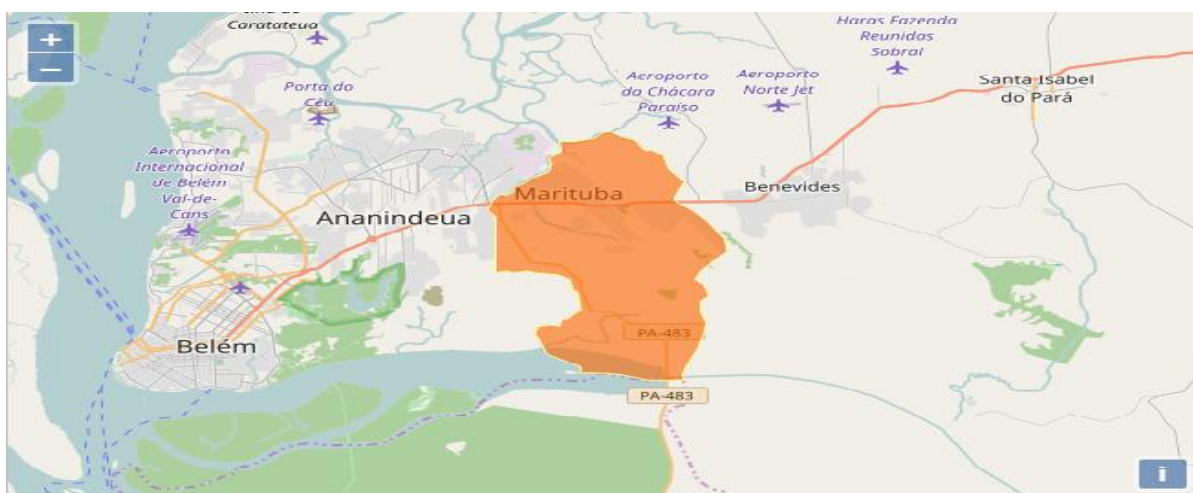 Caratateua
+
−
Porta do
Céu
Aeroporto
Internacional
de Belém
Val-de-
Cans
Ananindeua
Belém
Marituba
Aeroporto
da Chácara
Paraíso
Aeroporto
Norte Jet
Haras Fazenda
Reunidas
Sobral
Santa Isabel
do Pará
Benevides
PA-483
PA-483
i